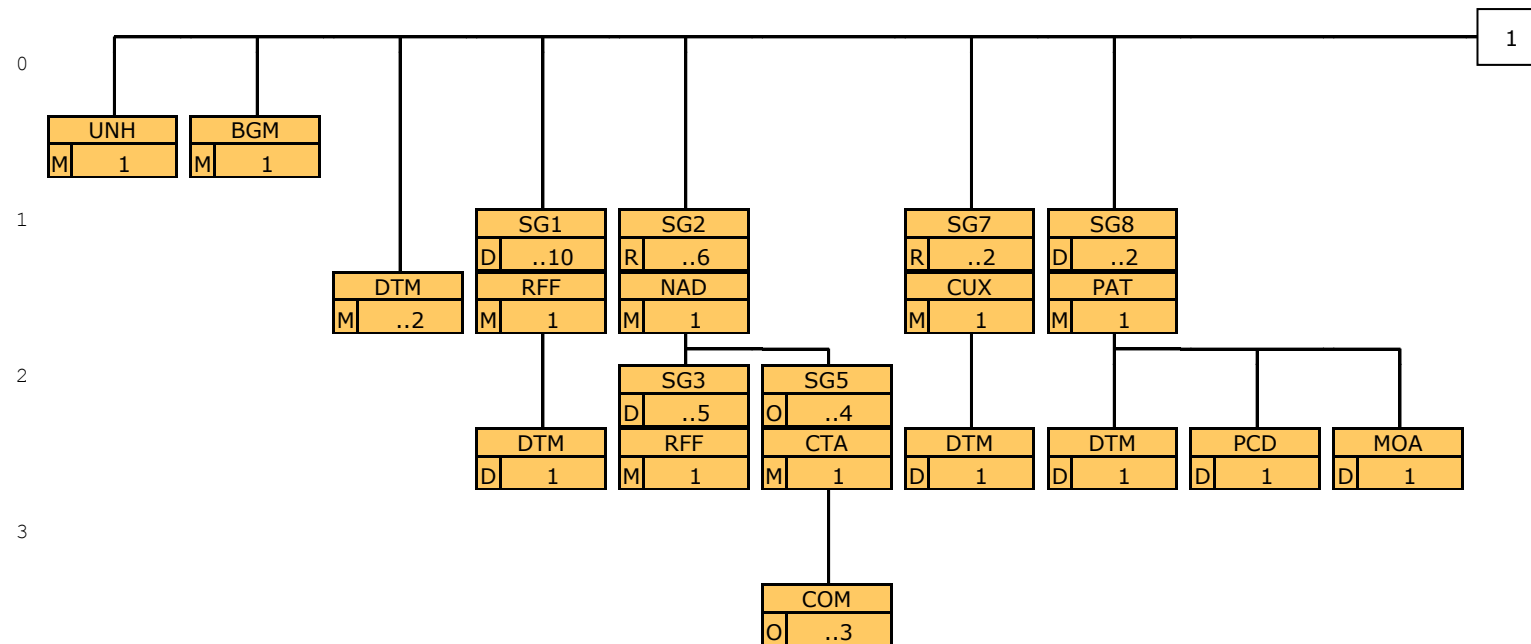 1
0
UNH BGM
M 1 M 1
1 SG1 SG2 SG7 SG8
D ..10 R ..6 R ..2 D ..2
DTM RFF NAD CUX PAT
M ..2 M 1 M 1 M 1 M 1
2 SG3 SG5
D ..5 O ..4
DTM RFF CTA DTM DTM PCD MOA
D 1 M 1 M 1 D 1 D 1 D 1 D 1
3
COM
O ..3